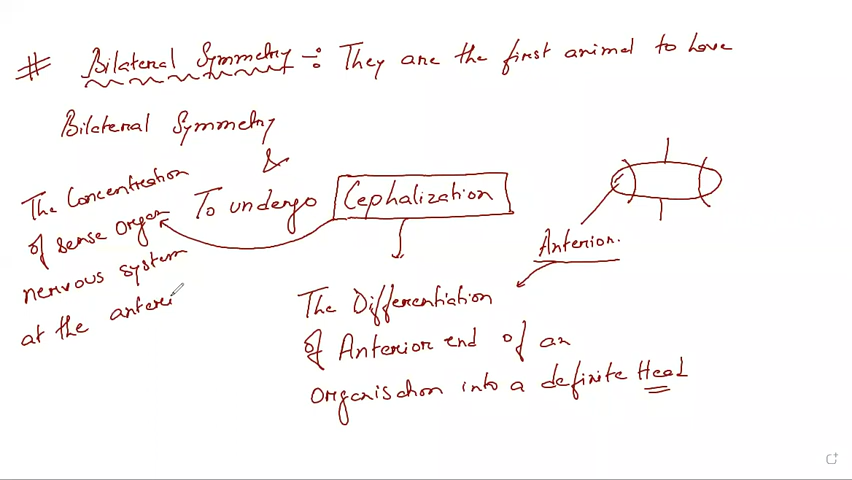 # Bilateral Symmetry :- They are the first animal to have
Bilateral Symmetry
&
To undergo Cephalization
The Concentration
of sense organ
nervous system
at the anteri
Anterior.
The Differentiation
of Anterior end of an
Organisation into a definite Head